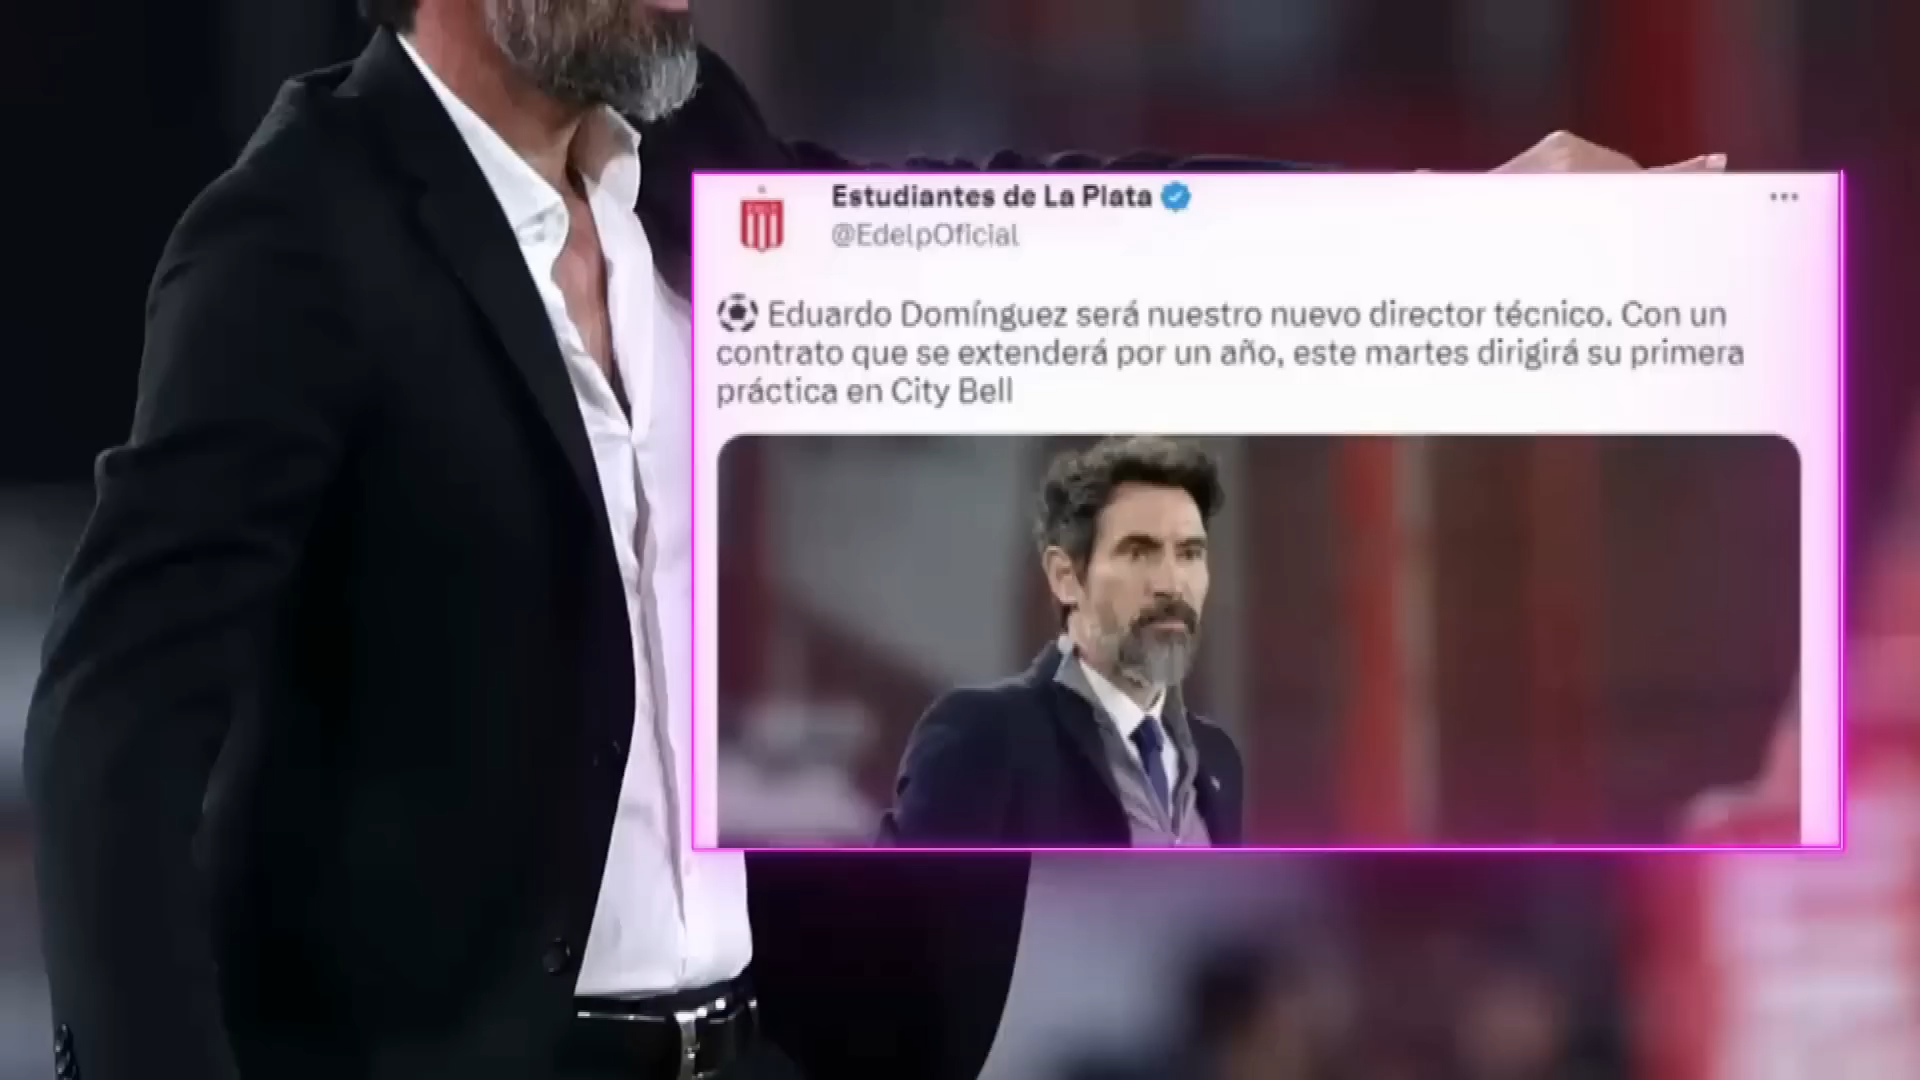 Estudiantes de La Plata
@EdelpOficial
Eduardo Domínguez será nuestro nuevo director técnico. Con un
contrato que se extenderá por un año, este martes dirigirá su primera
práctica en City Bell